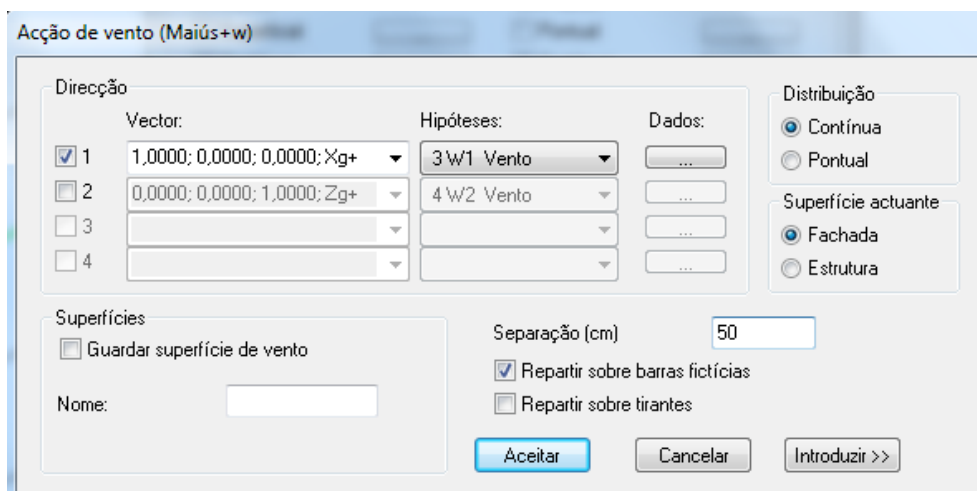 Acção de vento (Maiús+w)
Direcção
Vector: Hipóteses: Dados:
1 1,0000; 0,0000; 0,0000; Xg+ 3 W1 Vento ...
2 0,0000; 0,0000; 1,0000; Zg+ 4 W2 Vento ...
3 ...
4 ...
Distribuição
Contínua
Pontual
Superfície actuante
Fachada
Estrutura
Superfícies
Guardar superfície de vento
Nome:
Separação (cm) 50
Repartir sobre barras fictícias
Repartir sobre tirantes
Aceitar Cancelar Introduzir >>